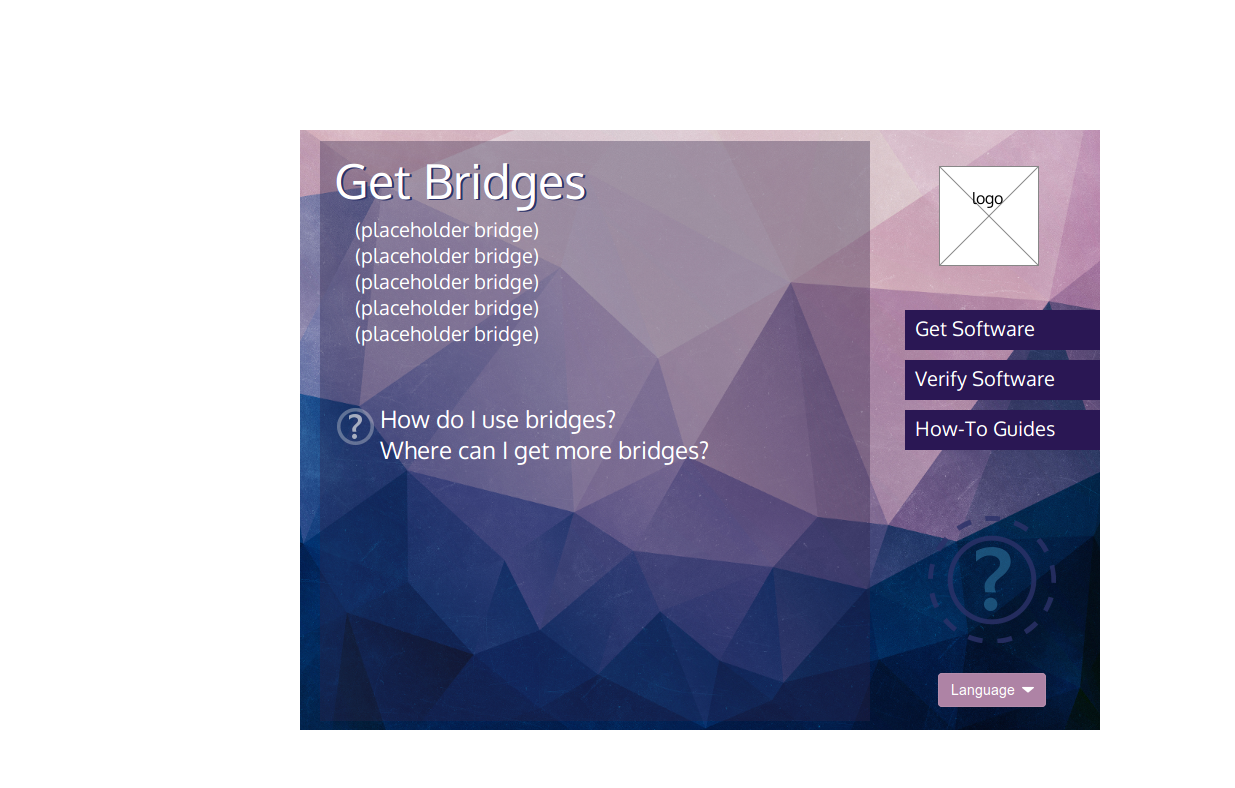 Get Bridges
(placeholder bridge)
(placeholder bridge)
(placeholder bridge)
(placeholder bridge)
(placeholder bridge)
? How do I use bridges?
Where can I get more bridges?
logo
Get Software
Verify Software
How-To Guides
?
Language